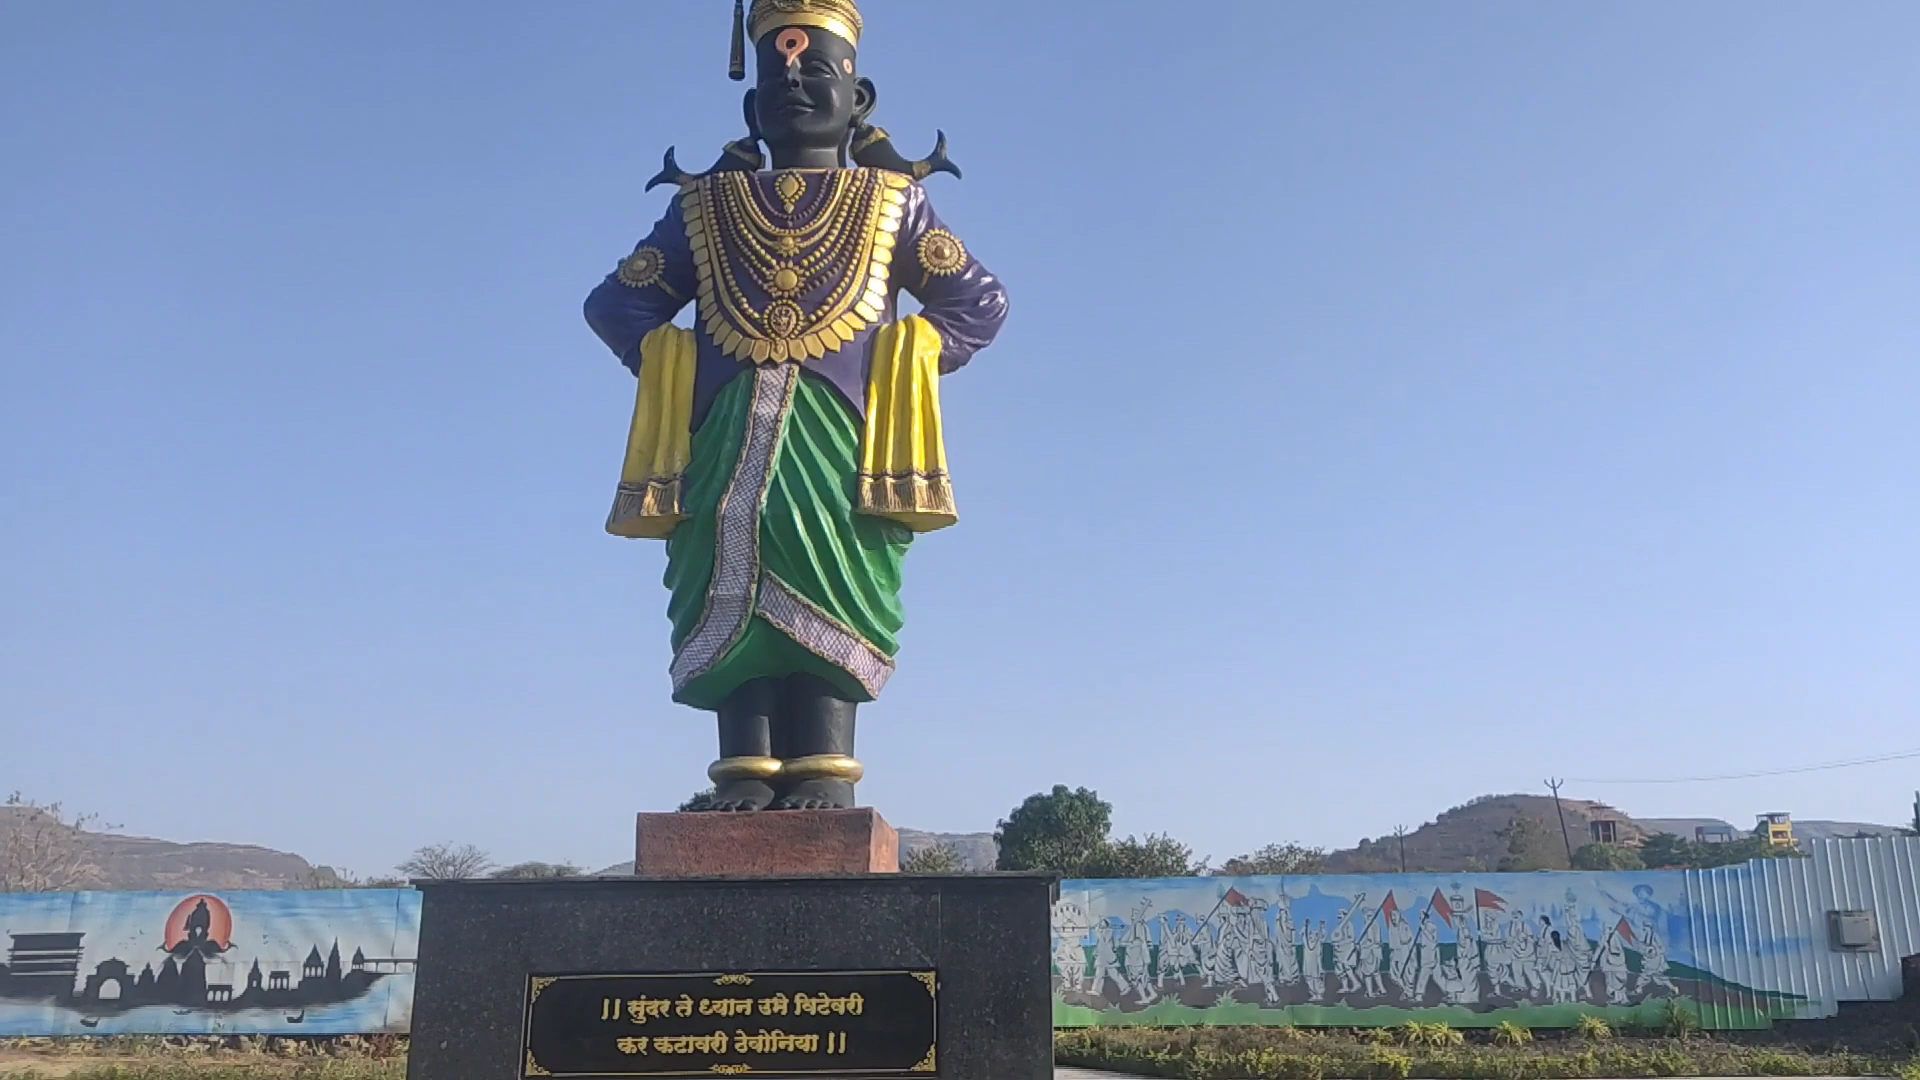 || सुंदर ते ध्यान उभे विटेवरी
कर कटावरी ठेवोनिया ||